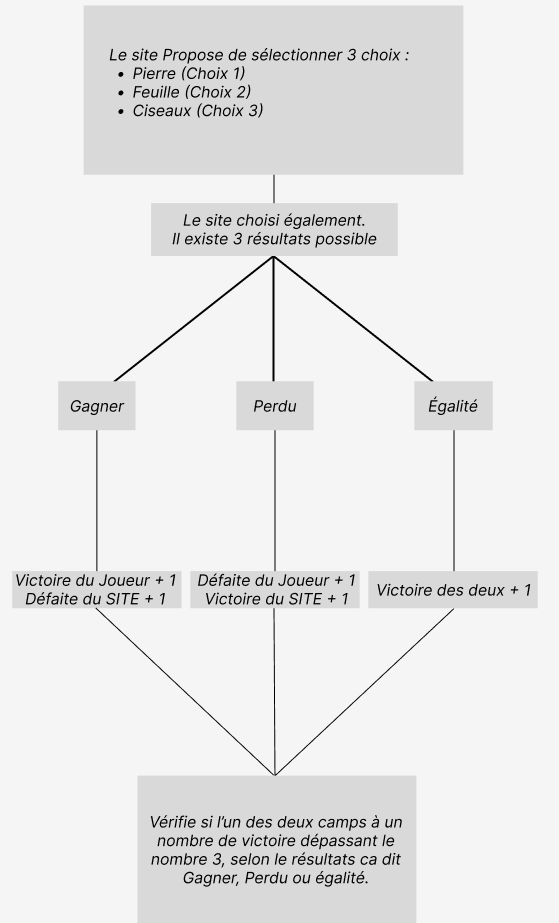 Le site Propose de sélectionner 3 choix :
• Pierre (Choix 1)
• Feuille (Choix 2)
• Ciseaux (Choix 3)
Le site choisi également.
Il existe 3 résultats possible
Gagner
Perdu
Égalité
Victoire du Joueur + 1
Défaite du SITE + 1
Défaite du Joueur + 1
Victoire du SITE + 1
Victoire des deux + 1
Vérifie si l’un des deux camps à un
nombre de victoire dépassant le
nombre 3, selon le résultats ca dit
Gagner, Perdu ou égalité.